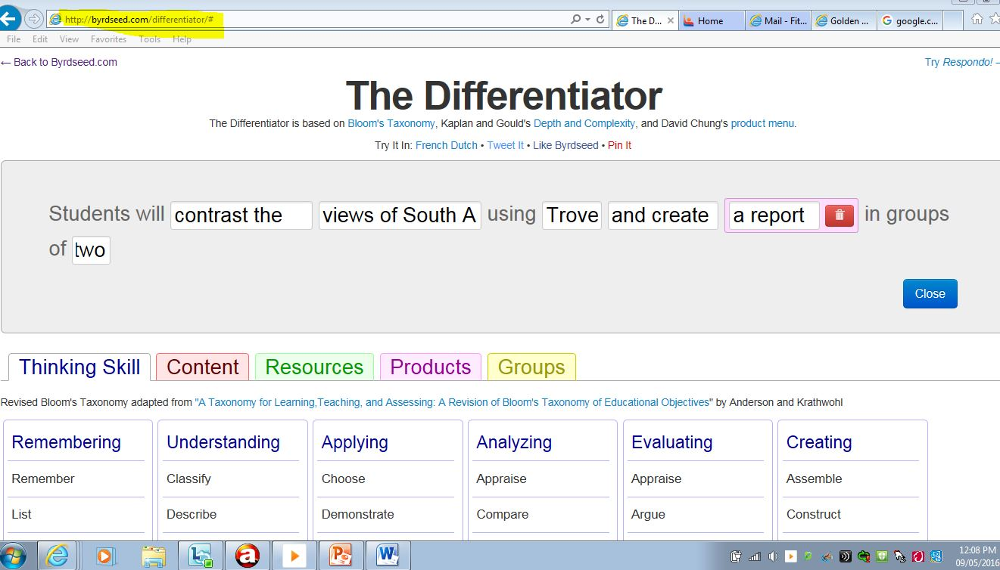 http://byrdseed.com/differentiator/#
The D...
Home
Mail - Fit...
Golden ...
google.c...
File Edit View Favorites Tools Help
← Back to Byrdseed.com
Try Respondo! -
The Differentiator
The Differentiator is based on Bloom's Taxonomy, Kaplan and Gould's Depth and Complexity, and David Chung's product menu.
Try It In: French Dutch • Tweet It • Like Byrdseed • Pin It
Students will contrast the views of South A using Trove and create a report in groups
of two
Close
Thinking Skill Content Resources Products Groups
Revised Bloom's Taxonomy adapted from "A Taxonomy for Learning,Teaching, and Assessing: A Revision of Bloom's Taxonomy of Educational Objectives" by Anderson and Krathwohl
Remembering Understanding Applying Analyzing Evaluating Creating
Remember Classify Choose Appraise Appraise Assemble
List Describe Demonstrate Compare Argue Construct
12:08 PM
09/05/2016